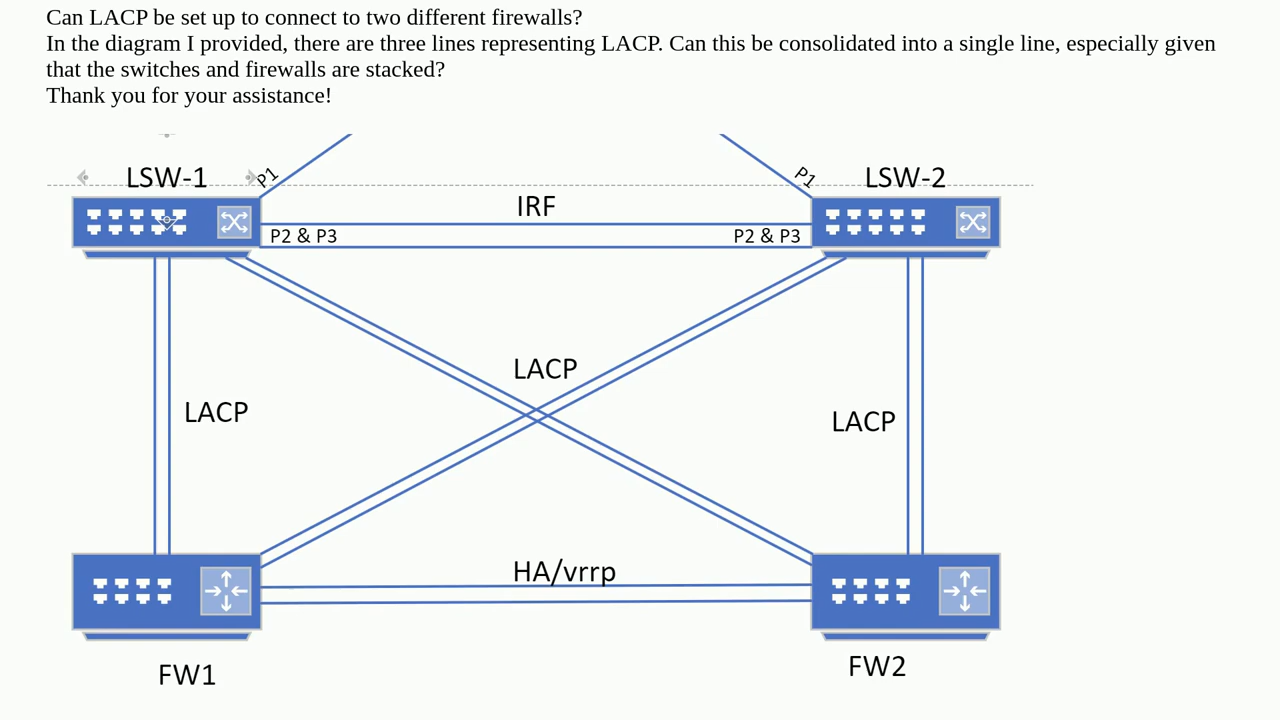 Can LACP be set up to connect to two different firewalls?
In the diagram I provided, there are three lines representing LACP. Can this be consolidated into a single line, especially given
that the switches and firewalls are stacked?
Thank you for your assistance!
LSW-1
P1
P1
LSW-2
IRF
P2 & P3
P2 & P3
LACP
LACP
LACP
HA/vrrp
FW1
FW2